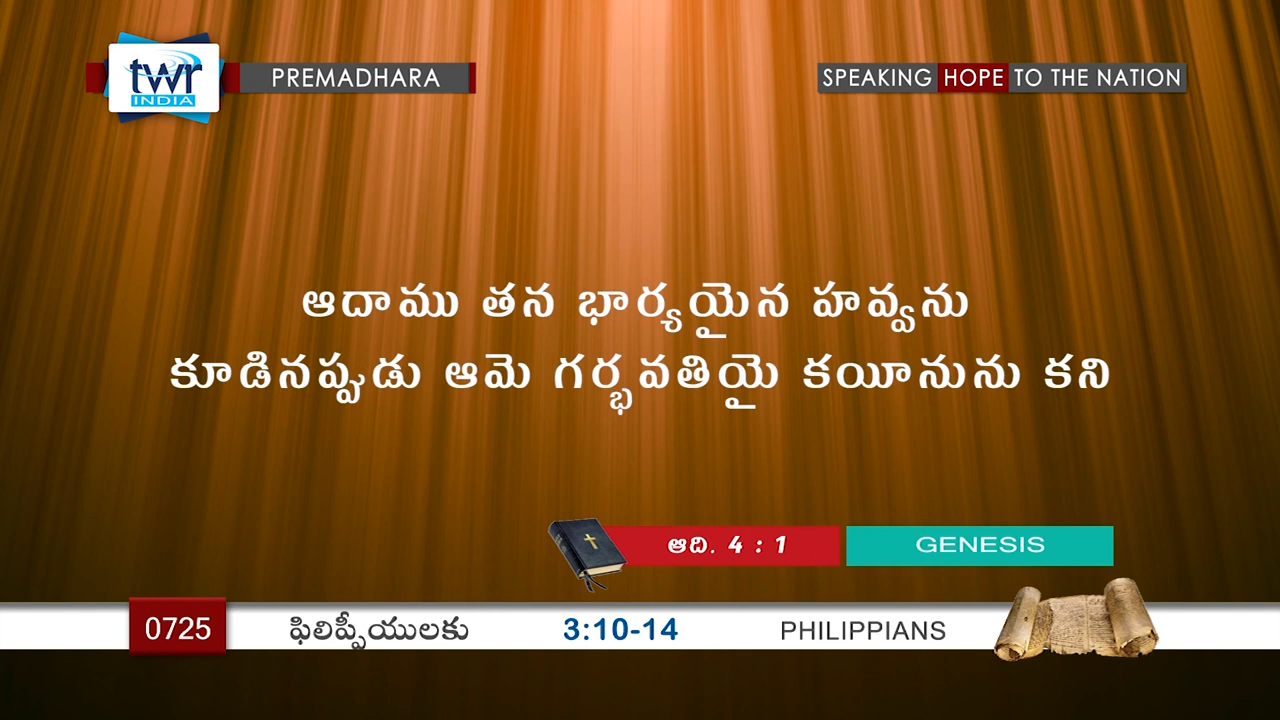 twr
INDIA
PREMADHARA
SPEAKING HOPE TO THE NATION
ఆదాము తన భార్యయైన హవ్వను
కూడినప్పుడు ఆమె గర్భవతియై కయీనును కని
ఆది. 4 : 1
GENESIS
0725 ఫిలిప్పీయులకు 3:10-14 PHILIPPIANS